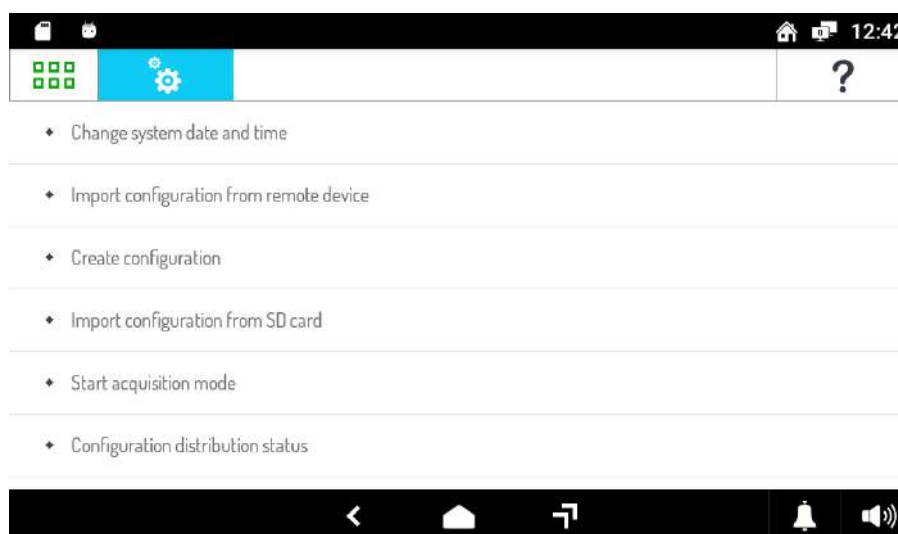 12:42
?
Change system date and time
Import configuration from remote device
Create configuration
Import configuration from SD card
Start acquisition mode
Configuration distribution status